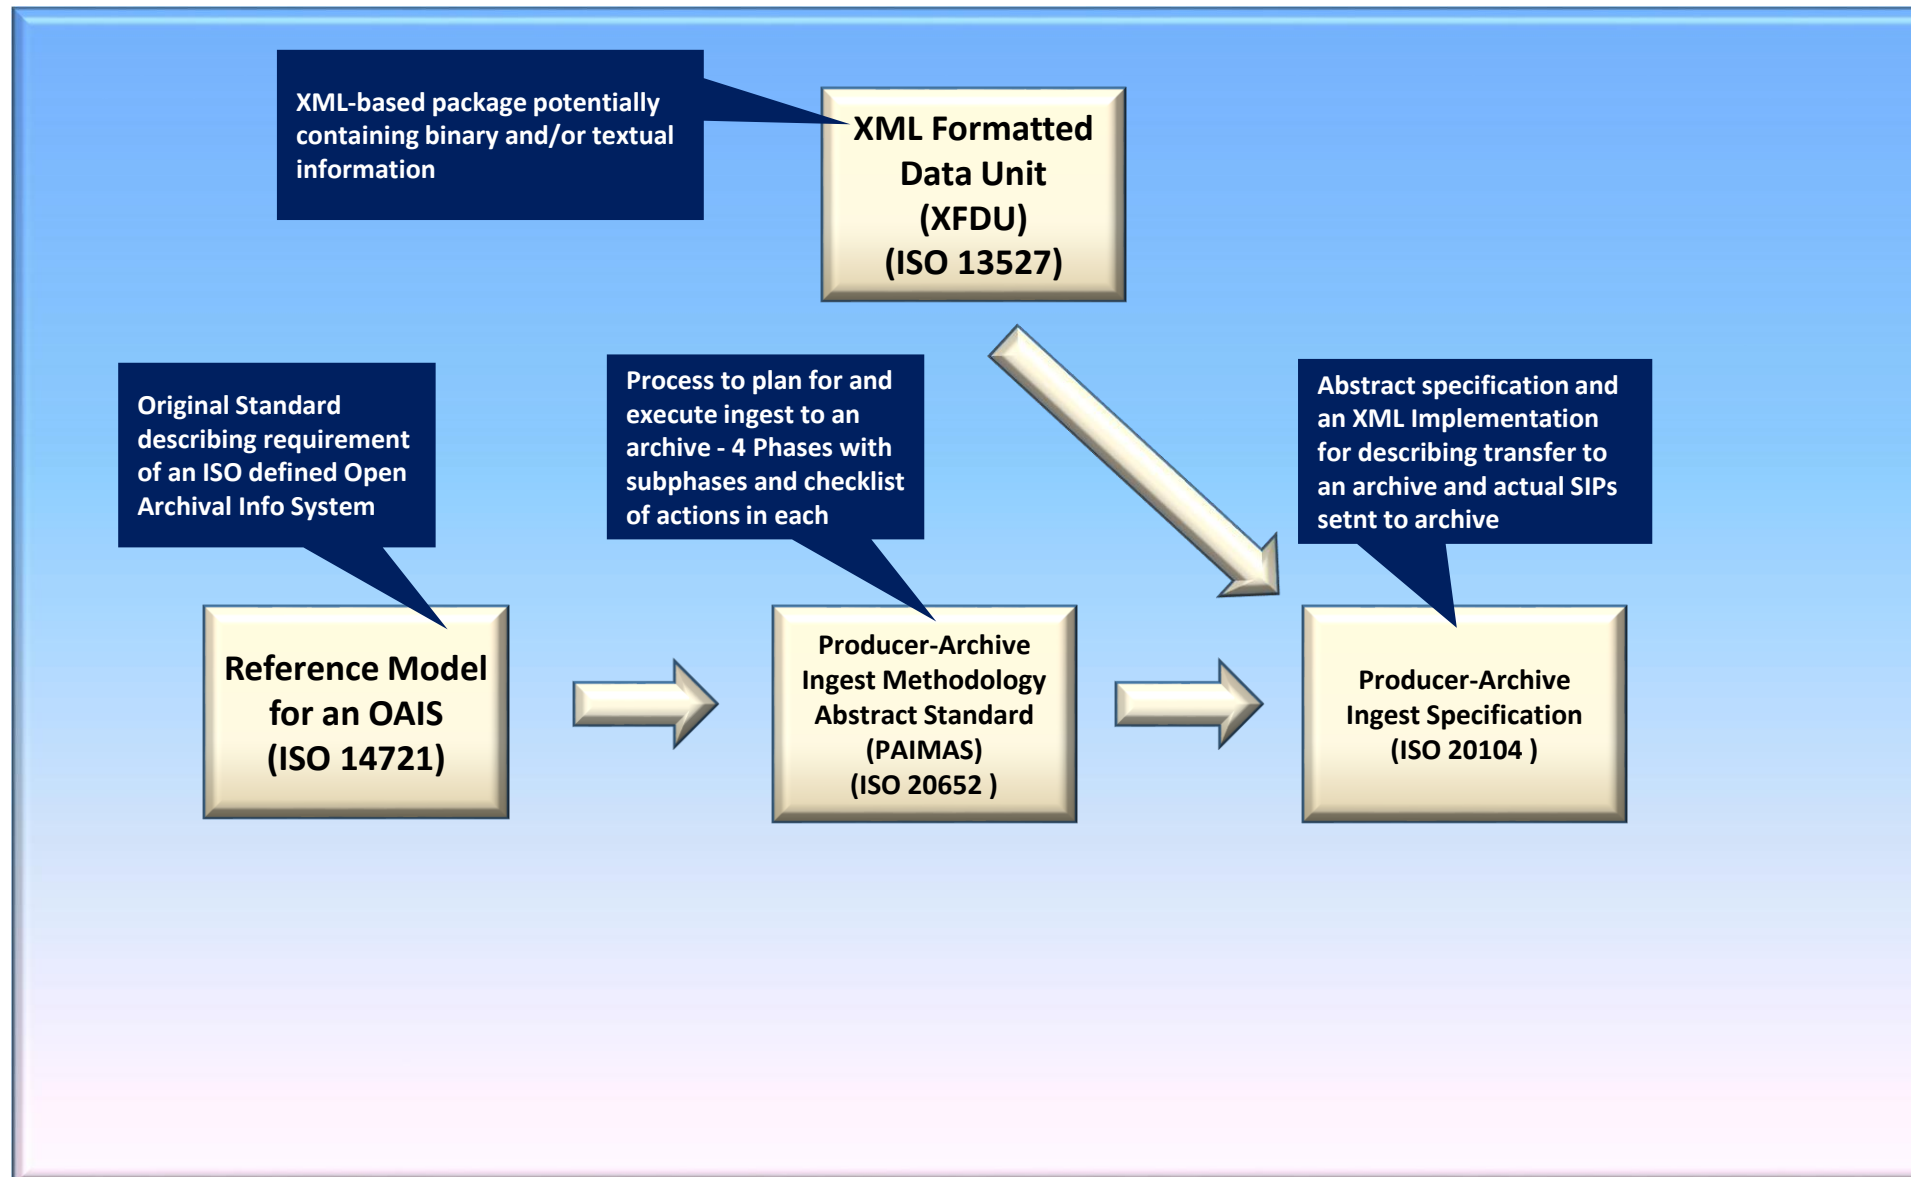 XML-based package potentially
containing binary and/or textual
information
XML Formatted
Data Unit
(XFDU)
(ISO 13527)
Original Standard
describing requirement
of an ISO defined Open
Archival Info System
Process to plan for and
execute ingest to an
archive - 4 Phases with
subphases and checklist
of actions in each
Abstract specification and
an XML Implementation
for describing transfer to
an archive and actual SIPs
setnt to archive
Reference Model
for an OAIS
(ISO 14721)
Producer-Archive
Ingest Methodology
Abstract Standard
(PAIMAS)
(ISO 20652 )
Producer-Archive
Ingest Specification
(ISO 20104 )